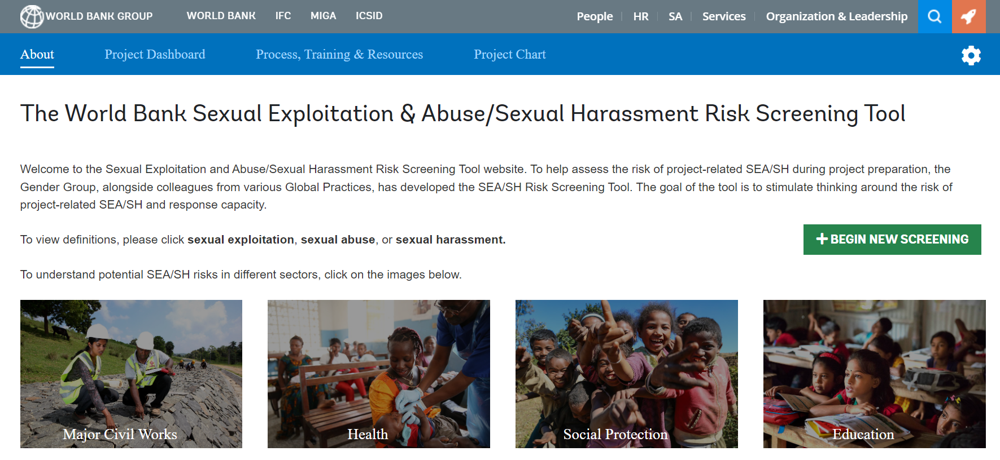 WORLD BANK GROUP
WORLD BANK IFC MIGA ICSID
People HR SA Services Organization & Leadership
About Project Dashboard Process, Training & Resources Project Chart
The World Bank Sexual Exploitation & Abuse/Sexual Harassment Risk Screening Tool
Welcome to the Sexual Exploitation and Abuse/Sexual Harassment Risk Screening Tool website. To help assess the risk of project-related SEA/SH during project preparation, the
Gender Group, alongside colleagues from various Global Practices, has developed the SEA/SH Risk Screening Tool. The goal of the tool is to stimulate thinking around the risk of
project-related SEA/SH and response capacity.
To view definitions, please click sexual exploitation, sexual abuse, or sexual harassment.
+ BEGIN NEW SCREENING
To understand potential SEA/SH risks in different sectors, click on the images below.
Major Civil Works
Health
Social Protection
Education